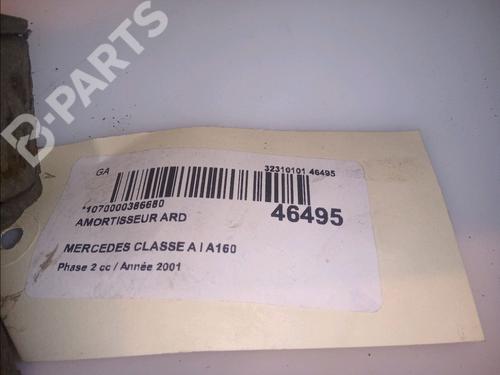 B-PARTS
GA
32310101 46495
*1070000386680
46495
AMORTISSEUR ARD
MERCEDES CLASSE A I A160
Phase 2 cc / Année 2001